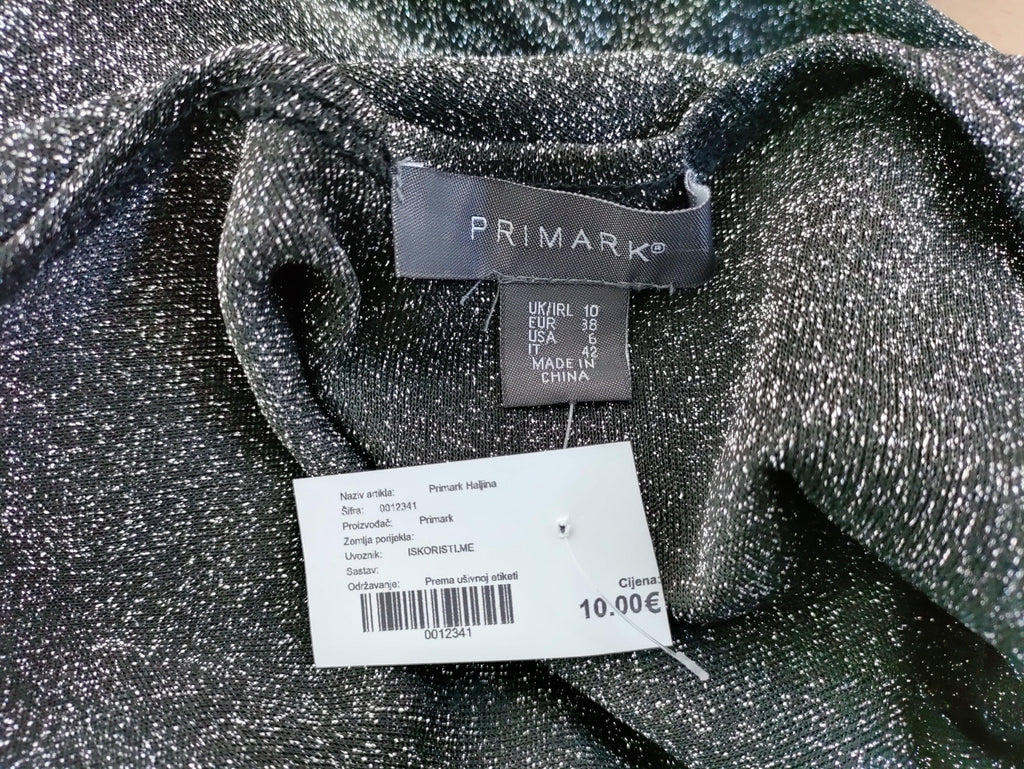 PRIMARK®
UK/IRL 10
EUR 38
USA 6
IT 42
MADE IN
CHINA
Naziv artikla: Primark Haljina
Šifra: 0012341
Proizvođač: Primark
Zemlja porijekla:
Uvoznik: ISKORISTI.ME
Sastav:
Održavanje: Prema ušivnoj etiketi
0012341
Cijena:
10.00€